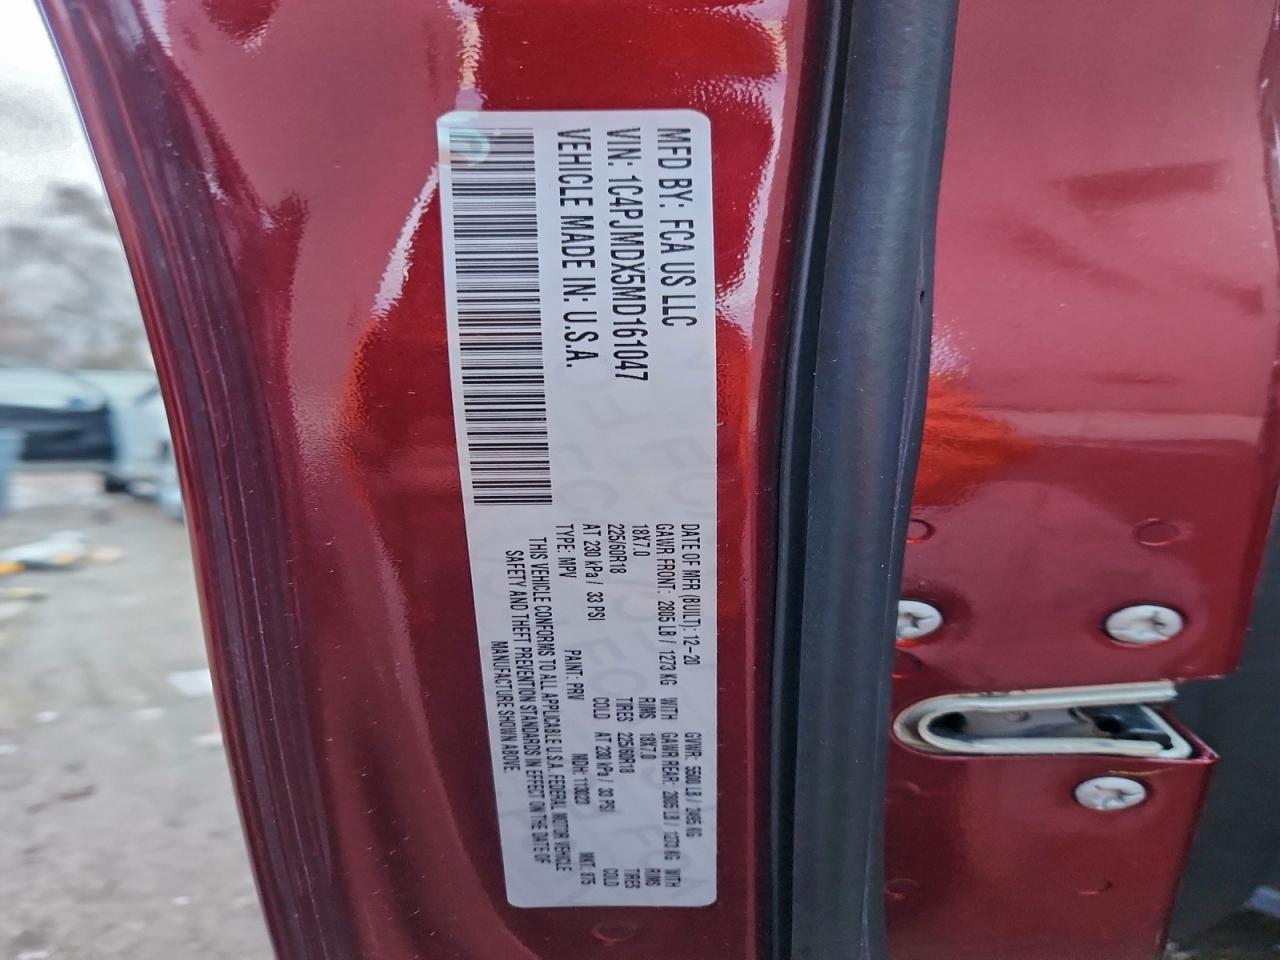 MFD BY: FCA US LLC
VIN: 1C4PJMDX5MD161047
VEHICLE MADE IN: U.S.A.
DATE OF MFR (BUILT): 12-20 GVWR: 5500 LB / 2495 KG
GAWR FRONT: 2805 LB / 1273 KG WITH GAWR REAR: 2805 LB / 1273 KG WITH
18X7.0 RIMS 18X7.0 RIMS
225/60R18 TIRES 225/60R18 TIRES
AT 230 kPa / 33 PSI COLD AT 230 kPa / 33 PSI COLD
TYPE: MPV PAINT: PRV MDH: 113023 MKT: 875
THIS VEHICLE CONFORMS TO ALL APPLICABLE U.S.A. FEDERAL MOTOR VEHICLE
SAFETY AND THEFT PREVENTION STANDARDS IN EFFECT ON THE DATE OF
MANUFACTURE SHOWN ABOVE.